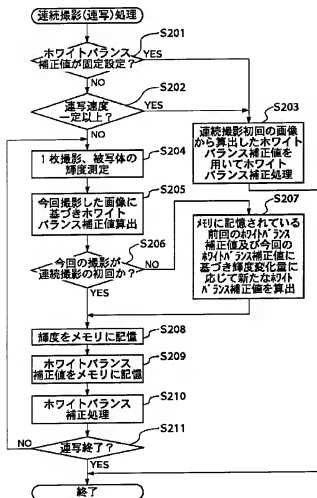 連続撮影(連写)処理
S201
ホワイトバランス
補正値が固定設定?
YES
NO
S202
連写速度
一定以上?
YES
NO
S203
連続撮影初回の画像
から算出したホワイト
バランス補正値を
用いてホワイト
バランス補正処理
S204
1枚撮影、被写体の
輝度測定
S205
今回撮影した画像に
基づきホワイト
バランス補正値算出
S206
今回の撮影が
連続撮影の初回か?
NO
YES
S207
メモリに記憶されている
前回のホワイトバランス
補正値及び今回の
ホワイトバランス補正値に
基づき輝度変化量に
応じて新たなホワイト
バランス補正値を算出
S208
輝度をメモリに記憶
S209
ホワイトバランス
補正値をメモリに記憶
S210
ホワイトバランス
補正処理
S211
NO
連写終了?
YES
終了